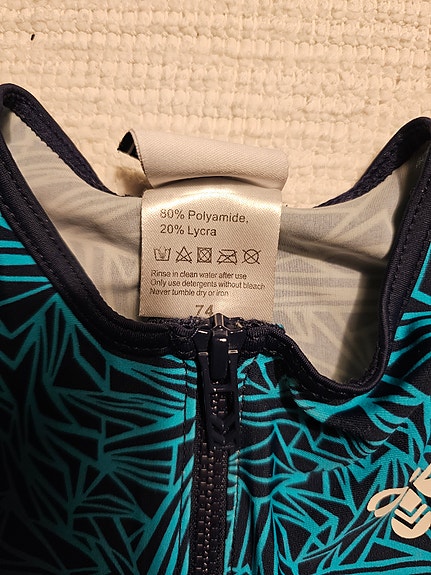 80% Polyamide,
20% Lycra
Rinse in clean water after use
Only use detergents without bleach
Never tumble dry or iron
74